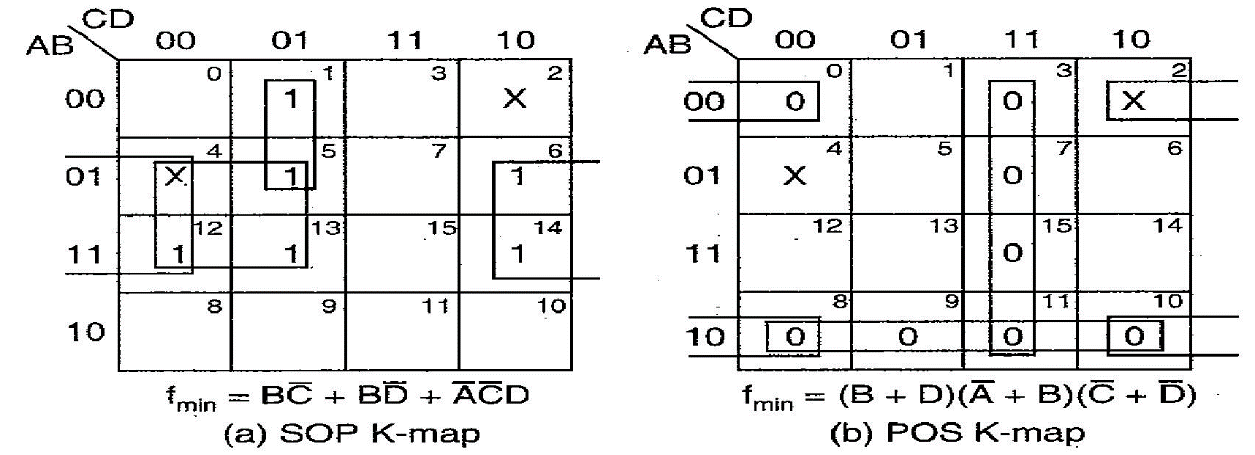 CD
AB 00 01 11 10
0 1 3 2
00 1 X
4 5 7 6
01 X 1 1
12 13 15 14
11 1 1 1
8 9 11 10
10
f_min = BC̅ + BD̅ + A̅C̅D
(a) SOP K-map
CD
AB 00 01 11 10
0 1 3 2
00 0 0 X
4 5 7 6
01 X 0
12 13 15 14
11 0
8 9 11 10
10 0 0 0 0
f_min = (B + D)(A̅ + B)(C̅ + D̅)
(b) POS K-map